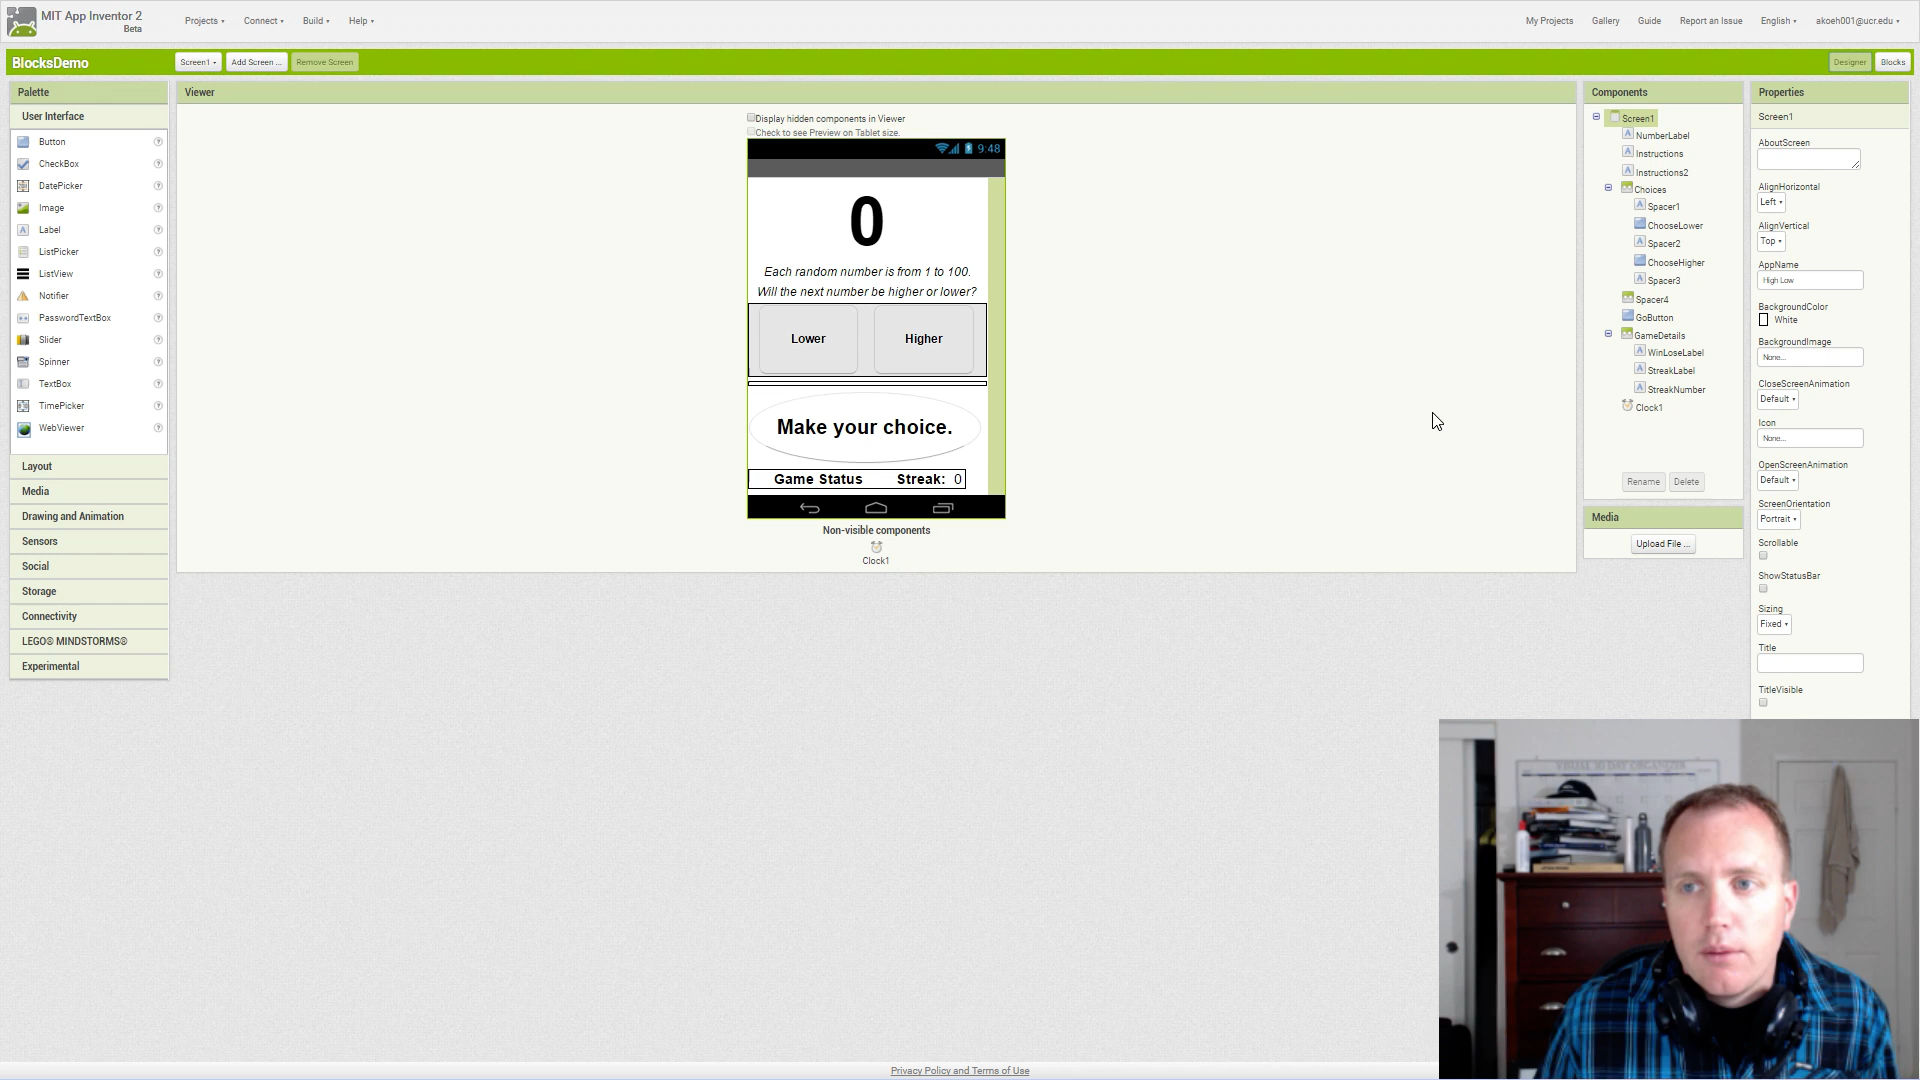 MIT App Inventor 2
Beta
Projects
Connect
Build
Help
My Projects
Gallery
Guide
Report an Issue
English
akoeh001@ucr.edu
BlocksDemo
Screen1
Add Screen ...
Remove Screen
Designer
Blocks
Palette
User Interface
Button
CheckBox
DatePicker
Image
Label
ListPicker
ListView
Notifier
PasswordTextBox
Slider
Spinner
TextBox
TimePicker
WebViewer
Layout
Media
Drawing and Animation
Sensors
Social
Storage
Connectivity
LEGO® MINDSTORMS®
Experimental
Viewer
Display hidden components in Viewer
Check to see Preview on Tablet size.
9:48
0
Each random number is from 1 to 100.
Will the next number be higher or lower?
Lower
Higher
Make your choice.
Game Status
Streak: 0
Non-visible components
Clock1
Components
Screen1
NumberLabel
Instructions
Instructions2
Choices
Spacer1
ChooseLower
Spacer2
ChooseHigher
Spacer3
Spacer4
GoButton
GameDetails
WinLoseLabel
StreakLabel
StreakNumber
Clock1
Rename
Delete
Media
Upload File ...
Properties
Screen1
AboutScreen
AlignHorizontal
Left
AlignVertical
Top
AppName
High Low
BackgroundColor
White
BackgroundImage
None...
CloseScreenAnimation
Default
Icon
None...
OpenScreenAnimation
Default
ScreenOrientation
Portrait
Scrollable
ShowStatusBar
Sizing
Fixed
Title
TitleVisible
VISUAL 30 DAY ORGANIZER
Privacy Policy and Terms of Use